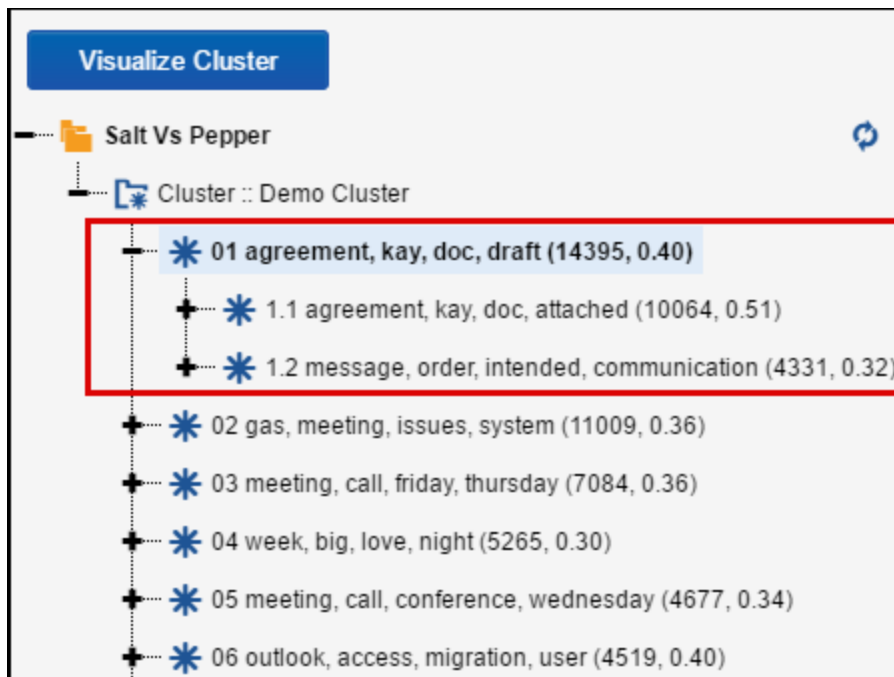 Visualize Cluster
Salt Vs Pepper
Cluster :: Demo Cluster
01 agreement, kay, doc, draft (14395, 0.40)
1.1 agreement, kay, doc, attached (10064, 0.51)
1.2 message, order, intended, communication (4331, 0.32)
02 gas, meeting, issues, system (11009, 0.36)
03 meeting, call, friday, thursday (7084, 0.36)
04 week, big, love, night (5265, 0.30)
05 meeting, call, conference, wednesday (4677, 0.34)
06 outlook, access, migration, user (4519, 0.40)